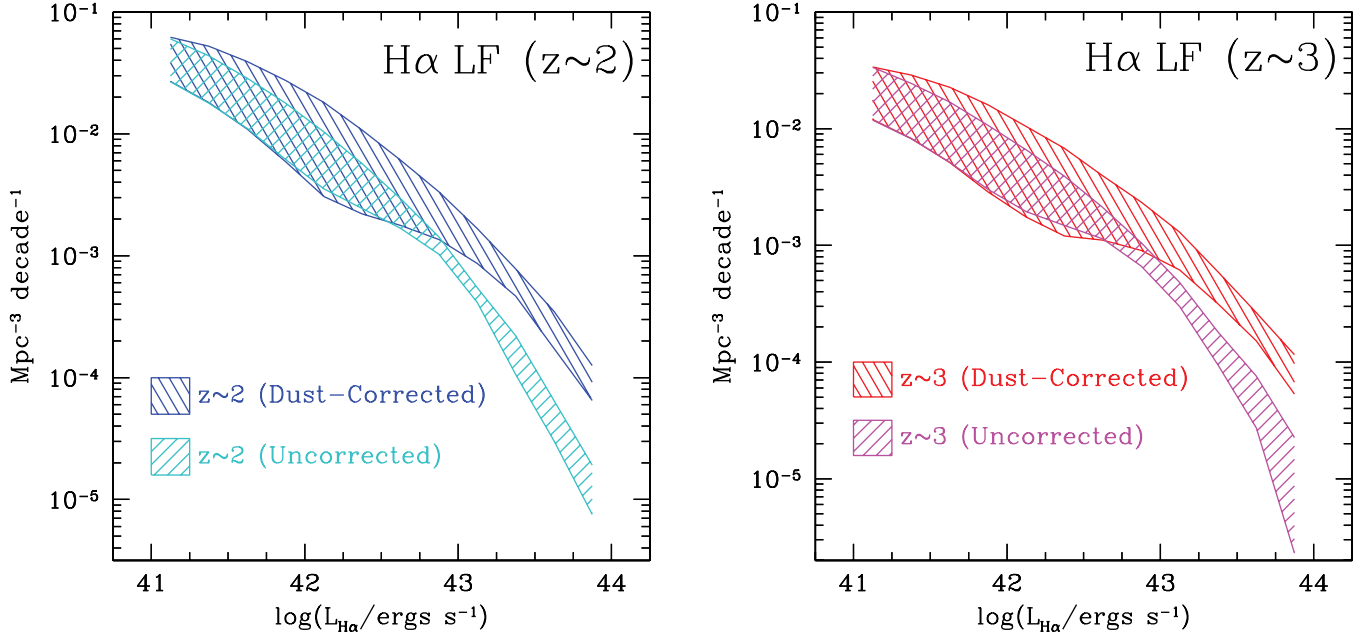 Hα LF (z~2)
10⁻¹
10⁻²
10⁻³
10⁻⁴
10⁻⁵
Mpc⁻³ decade⁻¹
z~2 (Dust-Corrected)
z~2 (Uncorrected)
41 42 43 44
log(L_Hα/ergs s⁻¹)
Hα LF (z~3)
10⁻¹
10⁻²
10⁻³
10⁻⁴
10⁻⁵
Mpc⁻³ decade⁻¹
z~3 (Dust-Corrected)
z~3 (Uncorrected)
41 42 43 44
log(L_Hα/ergs s⁻¹)